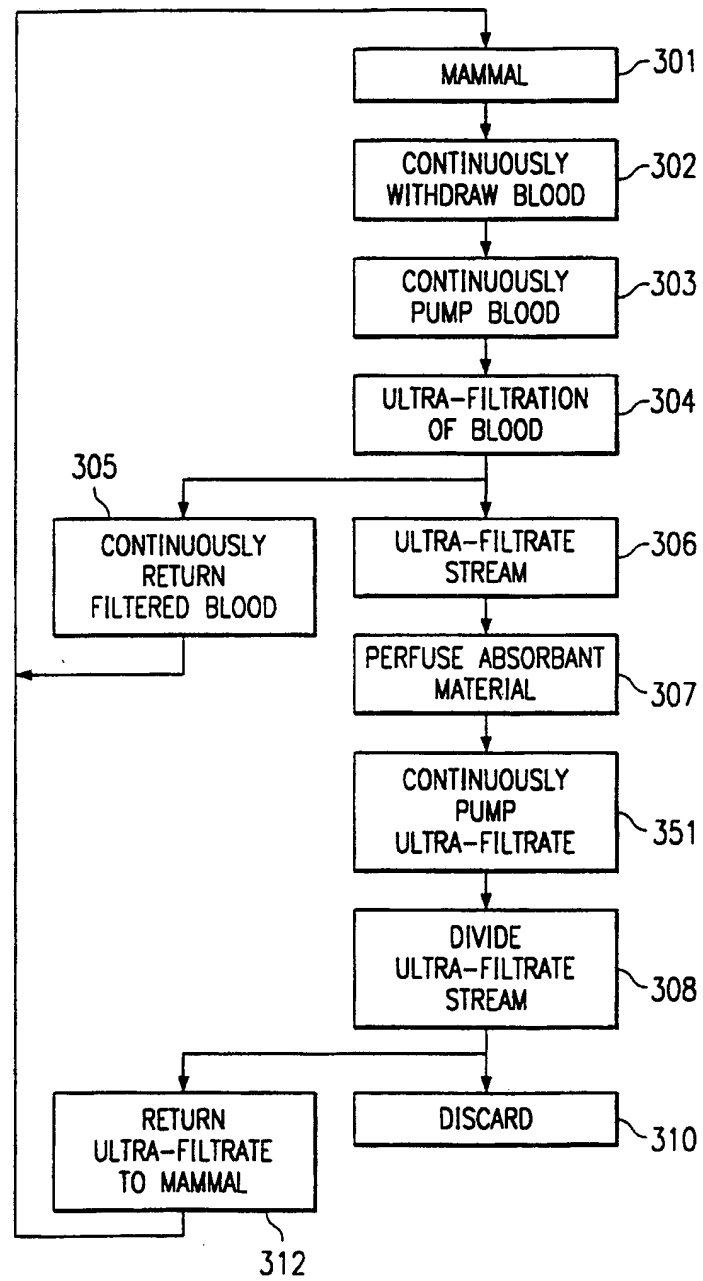 MAMMAL
301
CONTINUOUSLY
WITHDRAW BLOOD
302
CONTINUOUSLY
PUMP BLOOD
303
ULTRA-FILTRATION
OF BLOOD
304
305
CONTINUOUSLY
RETURN
FILTERED BLOOD
ULTRA-FILTRATE
STREAM
306
PERFUSE ABSORBANT
MATERIAL
307
CONTINUOUSLY
PUMP
ULTRA-FILTRATE
351
DIVIDE
ULTRA-FILTRATE
STREAM
308
RETURN
ULTRA-FILTRATE
TO MAMMAL
312
DISCARD
310